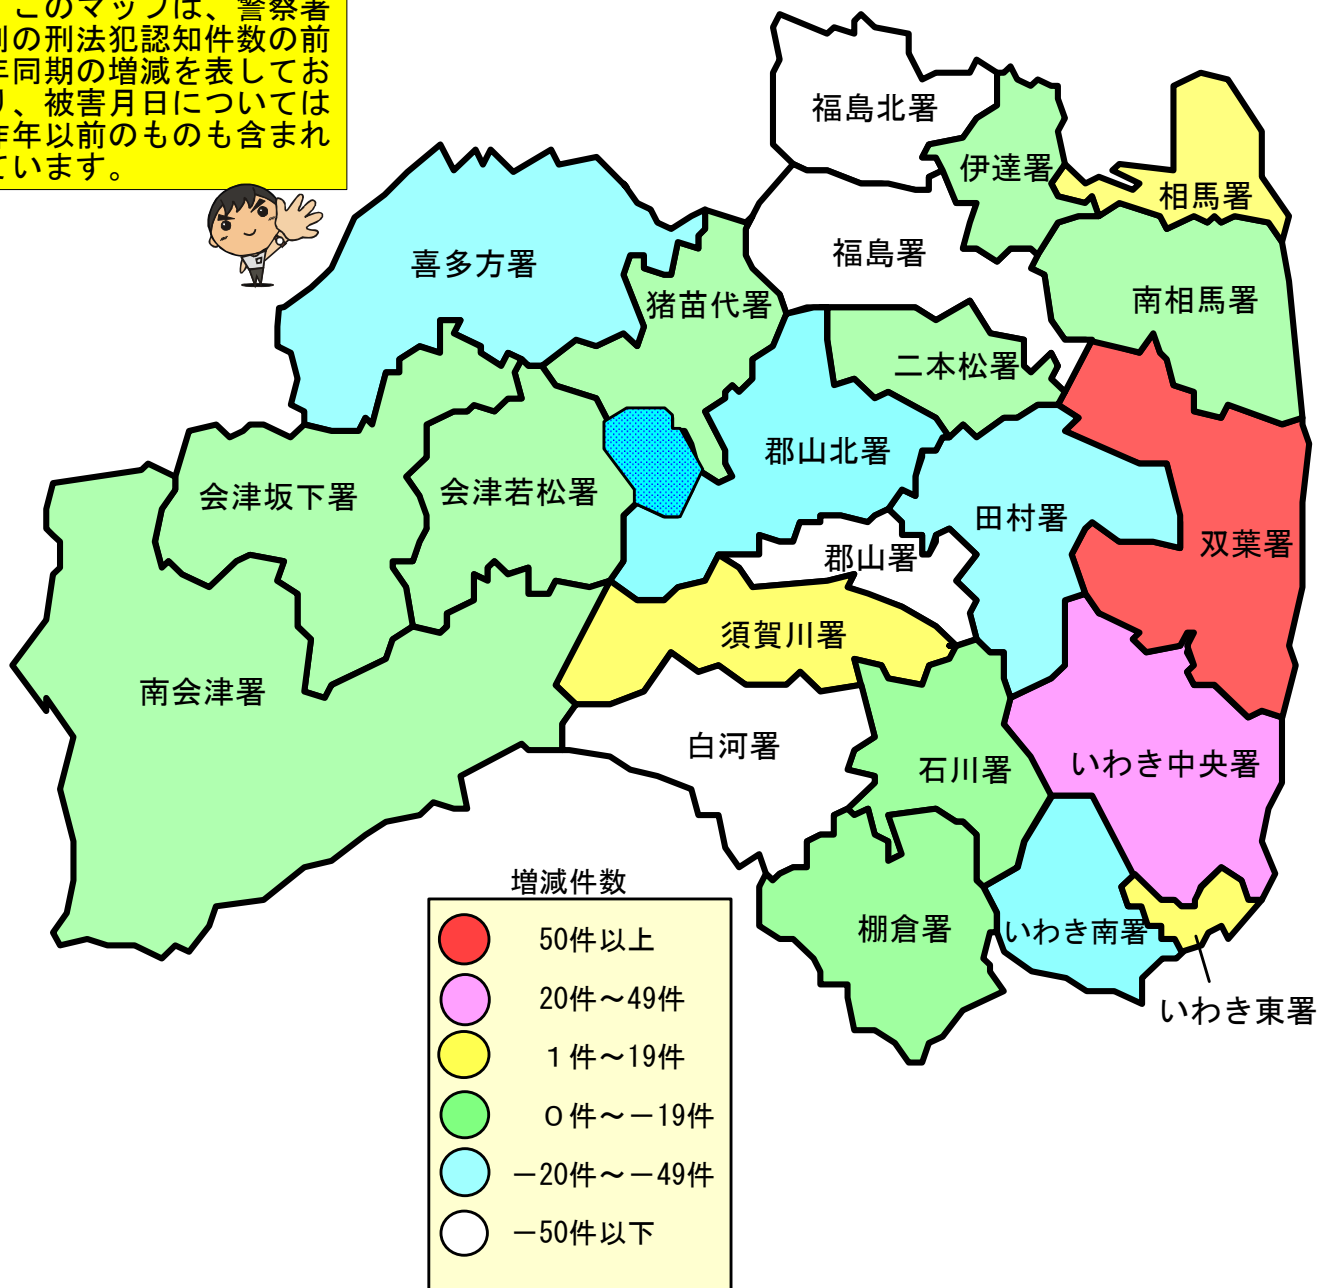 このマップは、警察署
別の刑法犯認知件数の前
年同期の増減を表してお
り、被害月日については
昨年以前のものも含まれ
ています。
福島北署
伊達署
相馬署
福島署
喜多方署
猪苗代署
南相馬署
二本松署
郡山北署
会津坂下署
会津若松署
田村署
双葉署
郡山署
須賀川署
南会津署
白河署
石川署
いわき中央署
棚倉署
いわき南署
いわき東署
増減件数
50件以上
20件～49件
１件～19件
０件～－19件
－20件～－49件
－50件以下